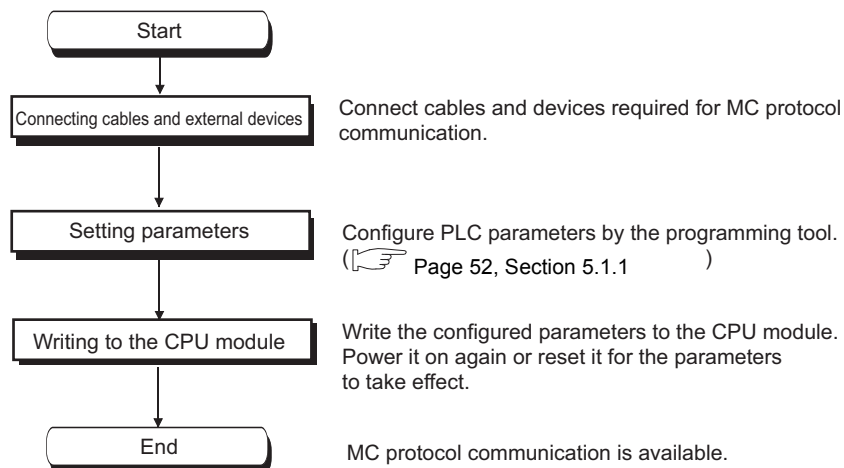 Start
Connecting cables and external devices
Connect cables and devices required for MC protocol
communication.
Setting parameters
Configure PLC parameters by the programming tool.
( Page 52, Section 5.1.1 )
Writing to the CPU module
Write the configured parameters to the CPU module.
Power it on again or reset it for the parameters
to take effect.
End
MC protocol communication is available.